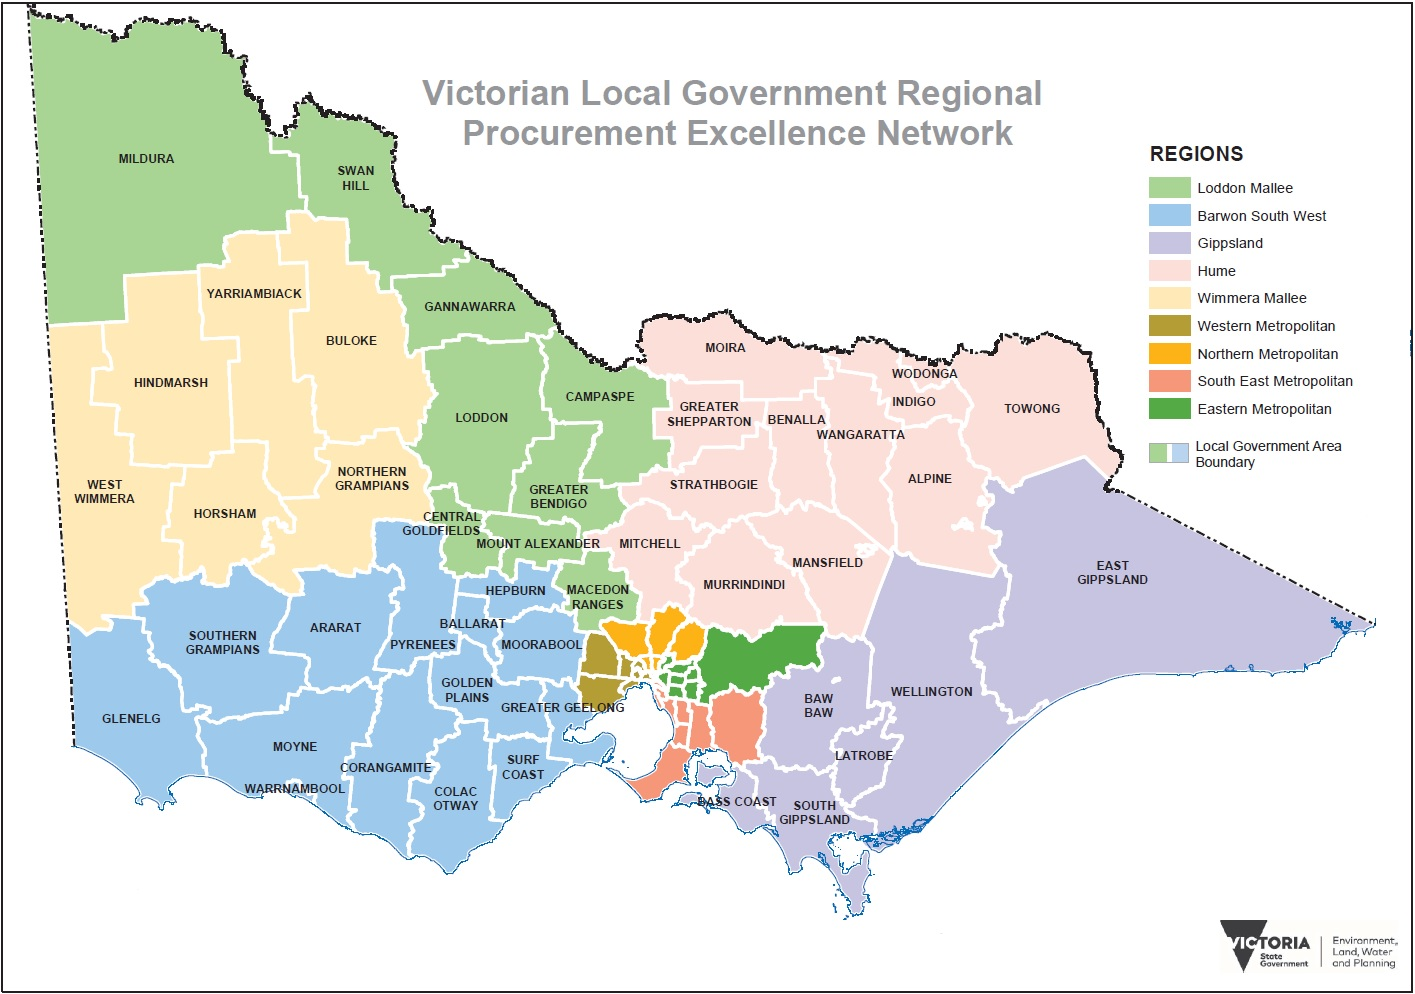 Victorian Local Government Regional
Procurement Excellence Network
REGIONS
Loddon Mallee
Barwon South West
Gippsland
Hume
Wimmera Mallee
Western Metropolitan
Northern Metropolitan
South East Metropolitan
Eastern Metropolitan
Local Government Area
Boundary
MILDURA
SWAN
HILL
YARRIAMBIACK
GANNAWARRA
BULOKE
HINDMARSH
MOIRA
WODONGA
INDIGO
TOWONG
CAMPASPE
GREATER
SHEPPARTON
BENALLA
WANGARATTA
LODDON
NORTHERN
GRAMPIANS
WEST
WIMMERA
STRATHBOGIE
ALPINE
GREATER
BENDIGO
HORSHAM
CENTRAL
GOLDFIELDS
MOUNT ALEXANDER
MITCHELL
MANSFIELD
EAST
GIPPSLAND
MURRINDINDI
HEPBURN
MACEDON
RANGES
SOUTHERN
GRAMPIANS
ARARAT
BALLARAT
PYRENEES
MOORABOOL
GOLDEN
PLAINS
GREATER GEELONG
GLENELG
BAW
BAW
WELLINGTON
MOYNE
LATROBE
CORANGAMITE
SURF
COAST
WARRNAMBOOL
COLAC
OTWAY
BASS COAST
SOUTH
GIPPSLAND
VICTORIA
State
Government
Environment,
Land, Water
and Planning